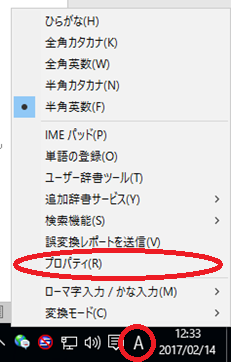 ひらがな(H)
全角カタカナ(K)
全角英数(W)
半角カタカナ(N)
半角英数(F)
IME パッド(P)
単語の登録(O)
ユーザー辞書ツール(T)
追加辞書サービス(Y)
検索機能(S)
誤変換レポートを送信(V)
プロパティ(R)
ローマ字入力 / かな入力(M)
変換モード(C)
A
12:33
2017/02/14